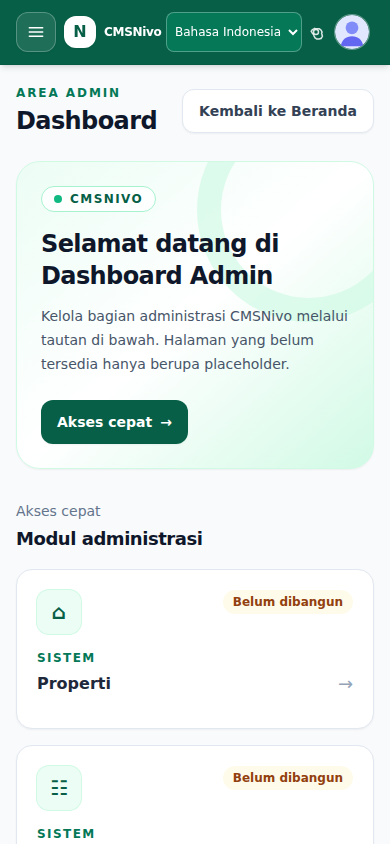 N CMSNivo Bahasa Indonesia
AREA ADMIN
Dashboard
Kembali ke Beranda
CMSNIVO
Selamat datang di
Dashboard Admin
Kelola bagian administrasi CMSNivo melalui
tautan di bawah. Halaman yang belum
tersedia hanya berupa placeholder.
Akses cepat →
Akses cepat
Modul administrasi
Belum dibangun
SISTEM
Properti →
Belum dibangun
SISTEM